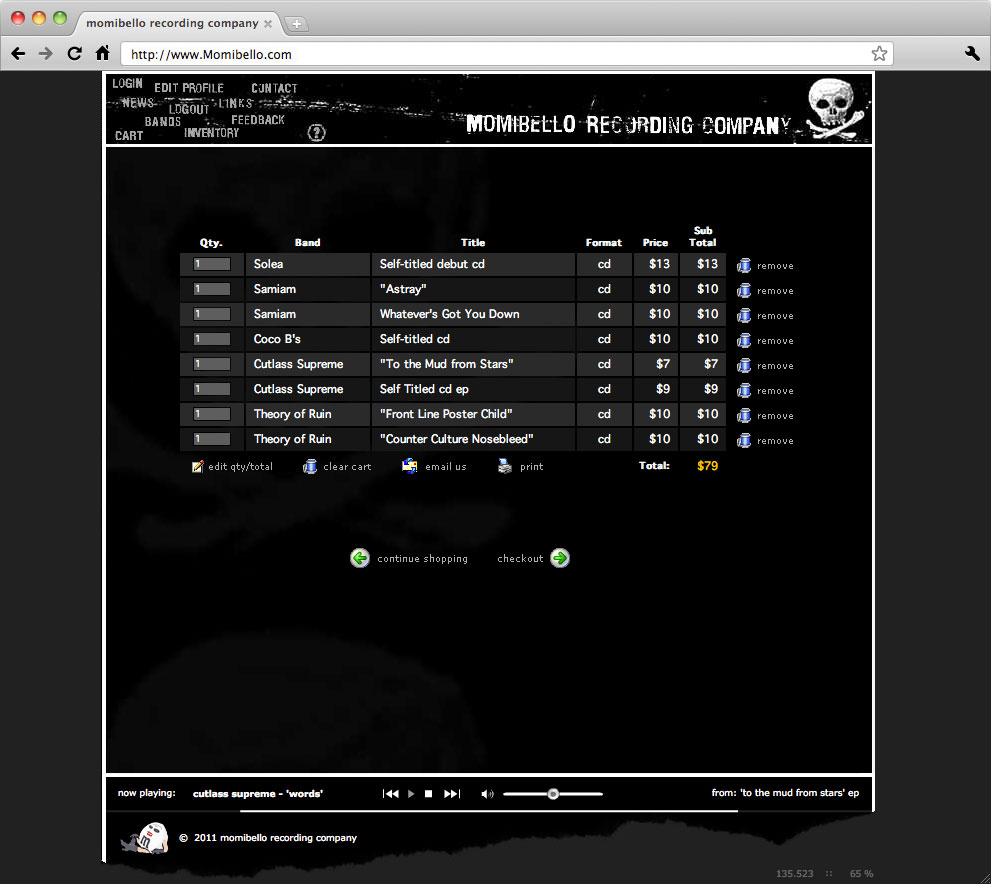 momibello recording company
http://www.Momibello.com
LOGIN EDIT PROFILE CONTACT
NEWS LOGOUT LINKS
BANDS FEEDBACK
CART INVENTORY ?
MOMIBELLO RECORDING COMPANY
Qty. Band Title Format Price Sub Total
1 Solea Self-titled debut cd cd $13 $13 remove
1 Samiam "Astray" cd $10 $10 remove
1 Samiam Whatever's Got You Down cd $10 $10 remove
1 Coco B's Self-titled cd cd $10 $10 remove
1 Cutlass Supreme "To the Mud from Stars" cd $7 $7 remove
1 Cutlass Supreme Self Titled cd ep cd $9 $9 remove
1 Theory of Ruin "Front Line Poster Child" cd $10 $10 remove
1 Theory of Ruin "Counter Culture Nosebleed" cd $10 $10 remove
edit qty/total clear cart email us print Total: $79
continue shopping checkout
now playing: cutlass supreme - 'words' from: 'to the mud from stars' ep
© 2011 momibello recording company
135.523 :: 65 %